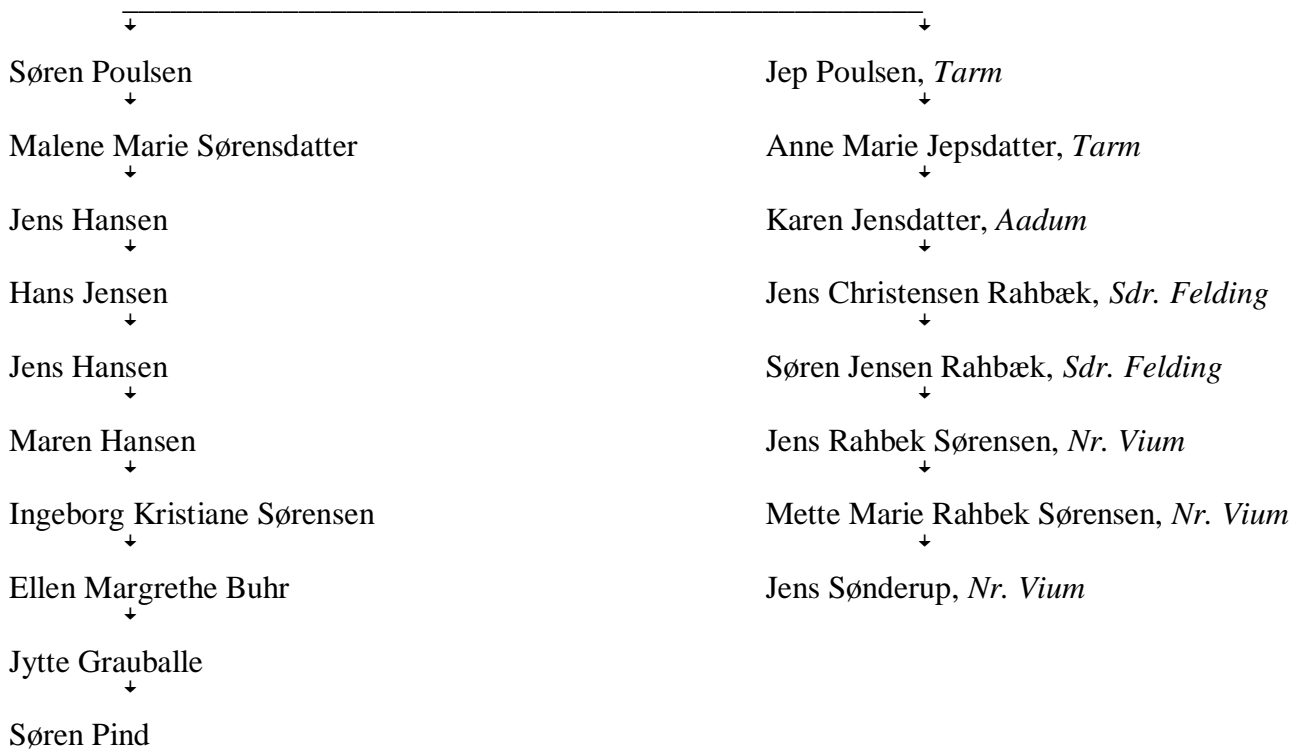 Søren Poulsen Jep Poulsen, Tarm
Malene Marie Sørensdatter Anne Marie Jepsdatter, Tarm
Jens Hansen Karen Jensdatter, Aadum
Hans Jensen Jens Christensen Rahbæk, Sdr. Felding
Jens Hansen Søren Jensen Rahbæk, Sdr. Felding
Maren Hansen Jens Rahbek Sørensen, Nr. Vium
Ingeborg Kristiane Sørensen Mette Marie Rahbek Sørensen, Nr. Vium
Ellen Margrethe Buhr Jens Sønderup, Nr. Vium
Jytte Grauballe
Søren Pind